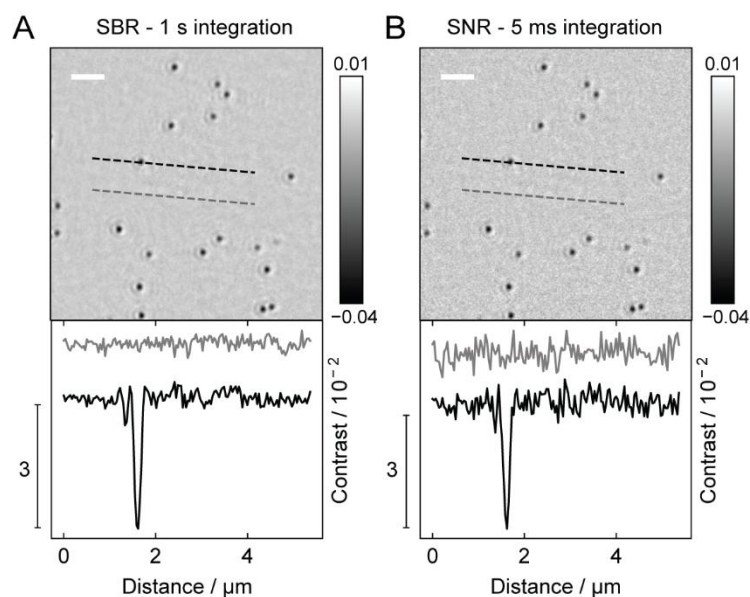 A
SBR - 1 s integration
0.01
−0.04
3
Contrast / 10⁻²
0
2
4
Distance / μm
B
SNR - 5 ms integration
0.01
−0.04
3
Contrast / 10⁻²
0
2
4
Distance / μm